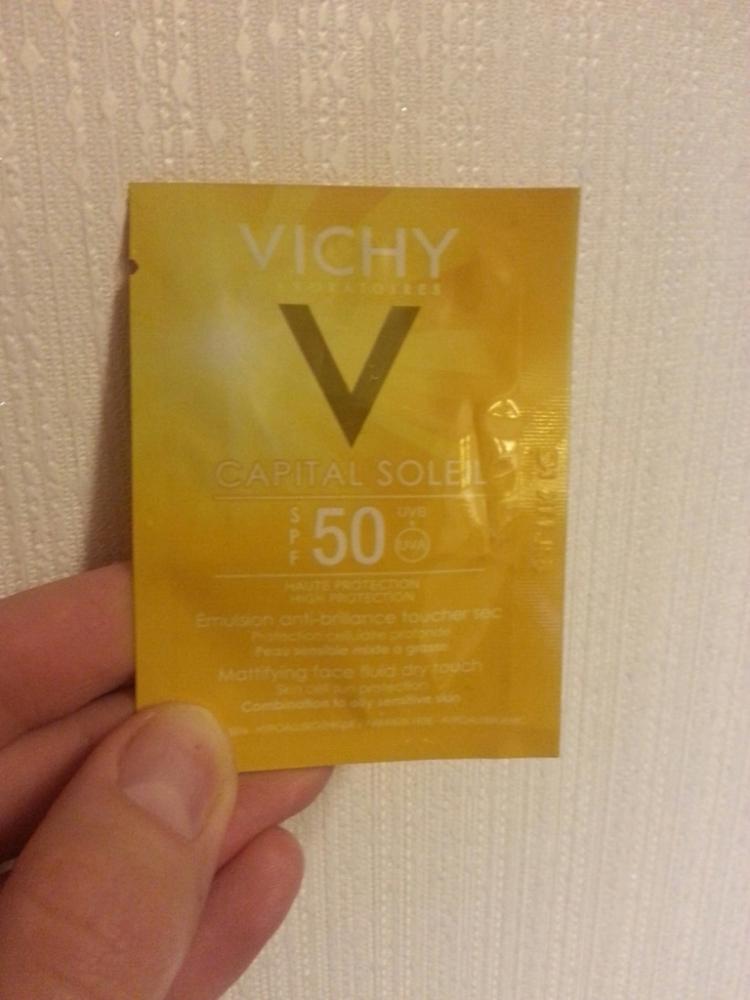 VICHY
LABORATOIRES
V
CAPITAL SOLEIL
SPF 50 UVB + UVA
HAUTE PROTECTION
HIGH PROTECTION
Émulsion anti-brillance toucher sec
Protection cellulaire profonde
Peau sensible mixte à grasse
Mattifying face fluid dry touch
Skin cell sun protection
Combination to oily sensitive skin